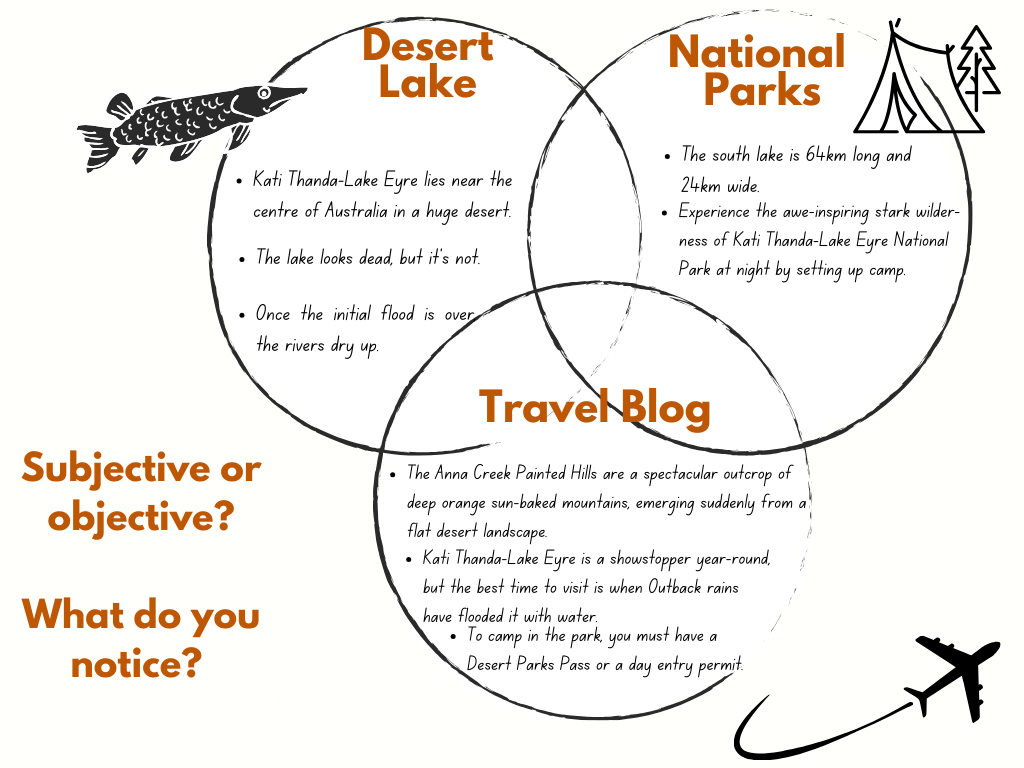 Desert
Lake
• Kati Thanda-Lake Eyre lies near the
centre of Australia in a huge desert.
• The lake looks dead, but it's not.
• Once the initial flood is over
the rivers dry up.
National
Parks
• The south lake is 64km long and
24km wide.
• Experience the awe-inspiring stark wilder-
ness of Kati Thanda-Lake Eyre National
Park at night by setting up camp.
Travel Blog
• The Anna Creek Painted Hills are a spectacular outcrop of
deep orange sun-baked mountains, emerging suddenly from a
flat desert landscape.
• Kati Thanda-Lake Eyre is a showstopper year-round,
but the best time to visit is when Outback rains
have flooded it with water.
• To camp in the park, you must have a
Desert Parks Pass or a day entry permit.
Subjective or
objective?
What do you
notice?